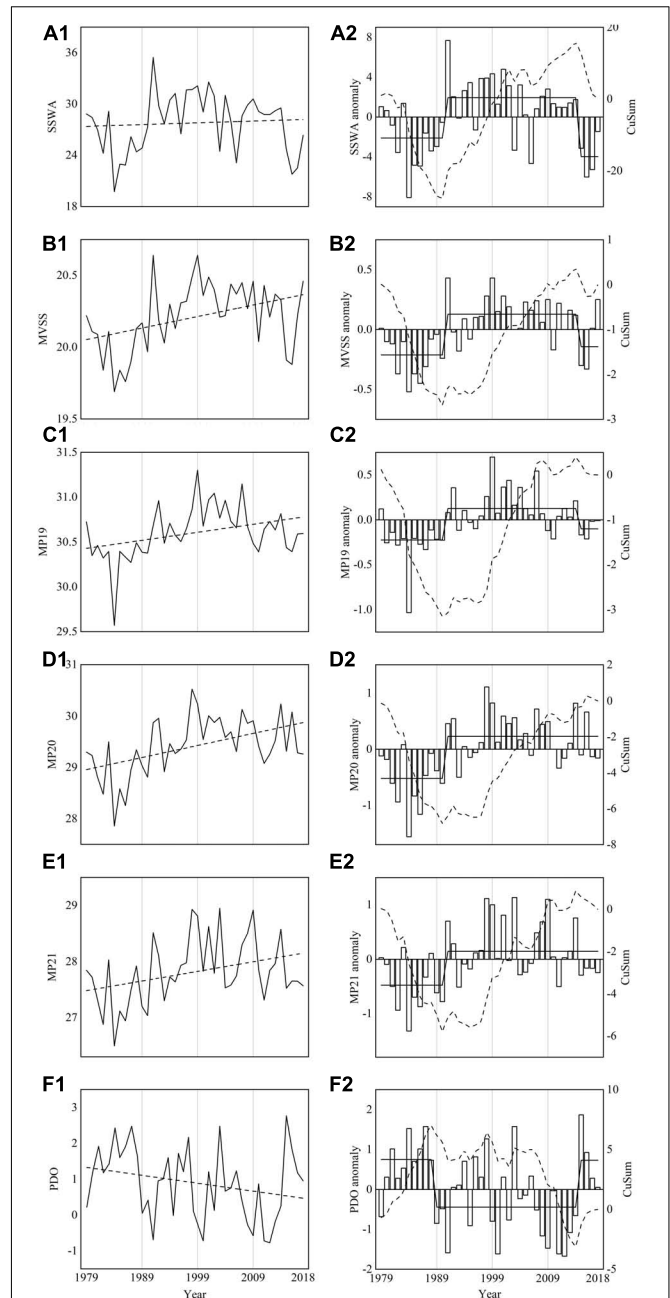 A1
SSWA
36
30
24
18
A2
SSWA anomaly
8
4
0
-4
-8
20
10
0
-10
-20
CuSum
B1
MVSS
20.5
20.0
19.5
B2
MVSS anomaly
0.5
0.0
-0.5
1
0
-1
-2
-3
CuSum
C1
MP19
31.5
31.0
30.5
30.0
29.5
C2
MP19 anomaly
0.5
0.0
-0.5
-1.0
1
0
-1
-2
-3
CuSum
D1
MP20
31
30
29
28
D2
MP20 anomaly
1
0
-1
2
0
-2
-4
-6
-8
CuSum
E1
MP21
29
28
27
E2
MP21 anomaly
1
0
-1
0
-2
-4
-6
CuSum
F1
PDO
3
2
1
0
-1
1979 1989 1999 2009 2018
Year
F2
PDO anomaly
2
1
0
-1
-2
10
5
0
-5
CuSum
1979 1989 1999 2009 2018
Year